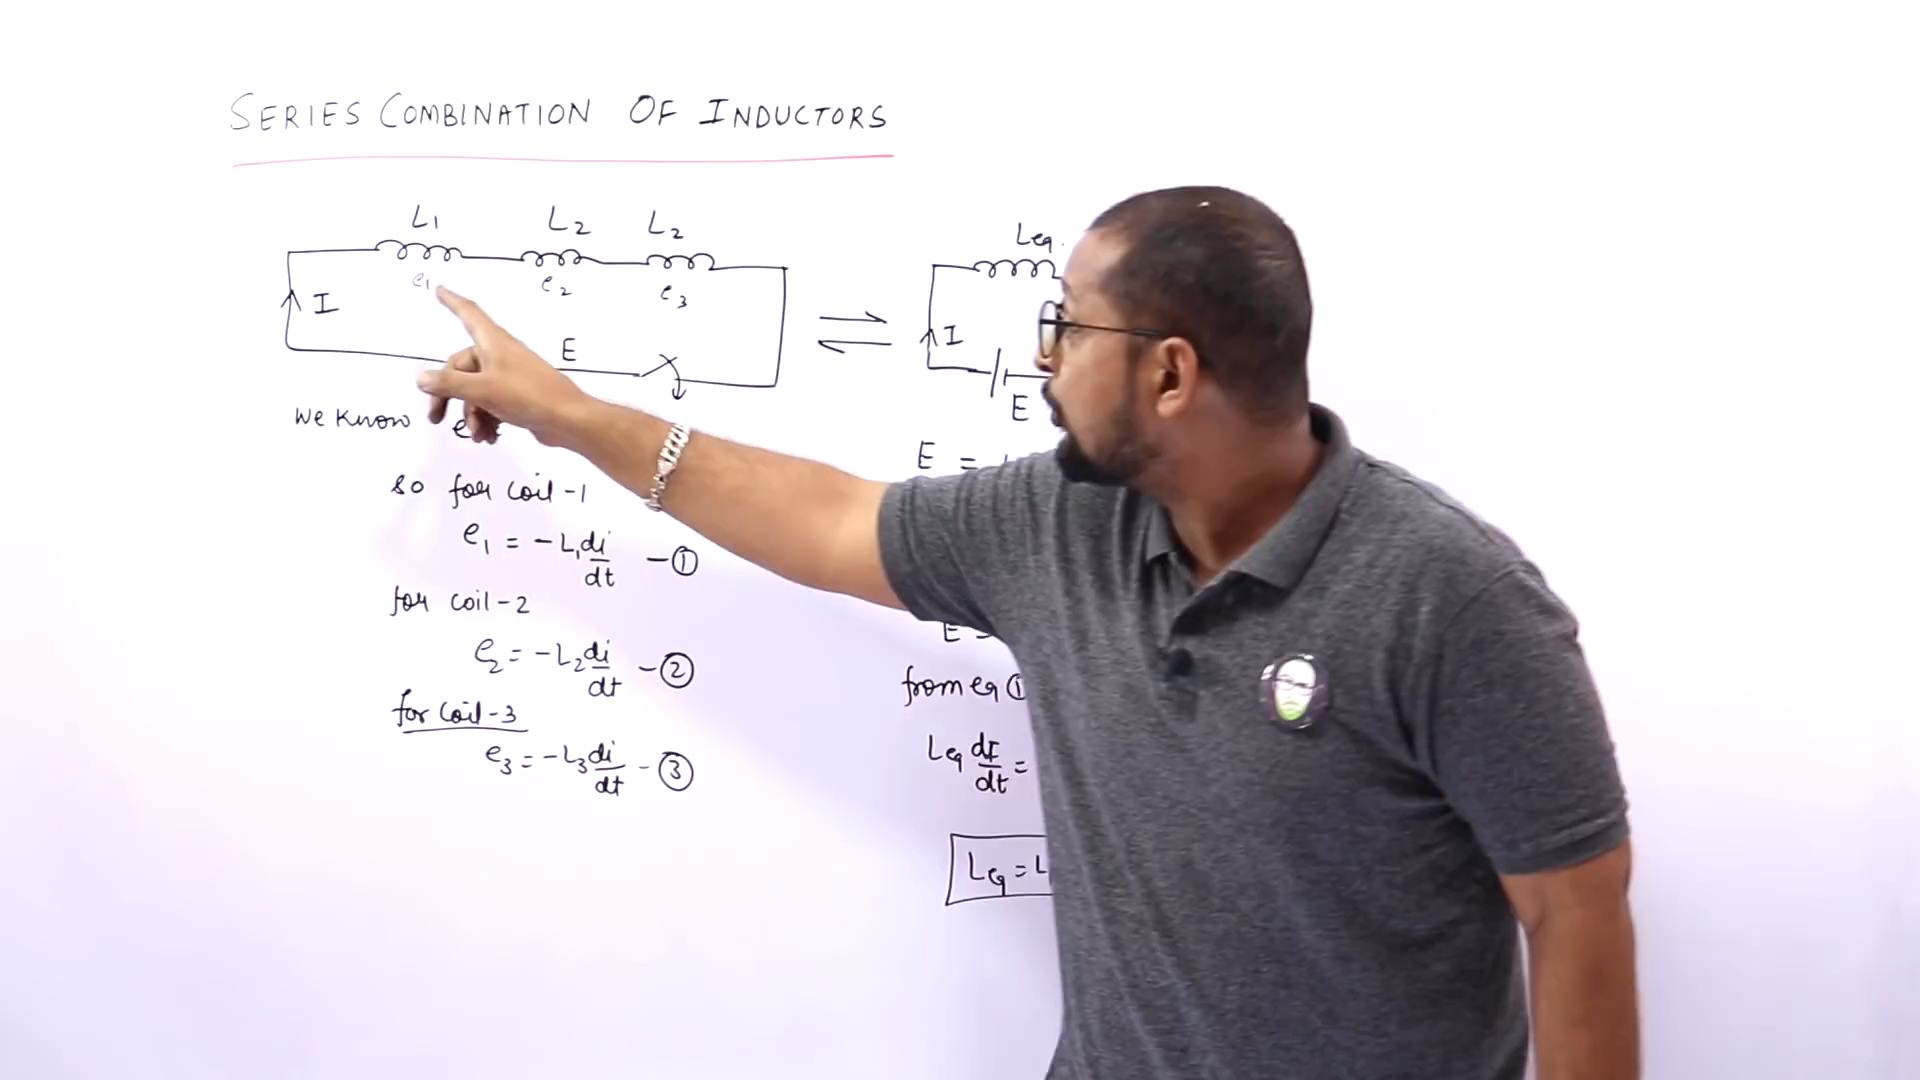 SERIES COMBINATION OF INDUCTORS
L1 L2 L2
e1 e2 e3
I
E
We know
so for coil-1
e1 = -L1 di/dt -①
for coil-2
e2 = -L2 di/dt -②
for coil-3
e3 = -L3 di/dt -③
Leq.
I
E
E =
E =
from eq ①
Leq dI/dt =
Leq = L